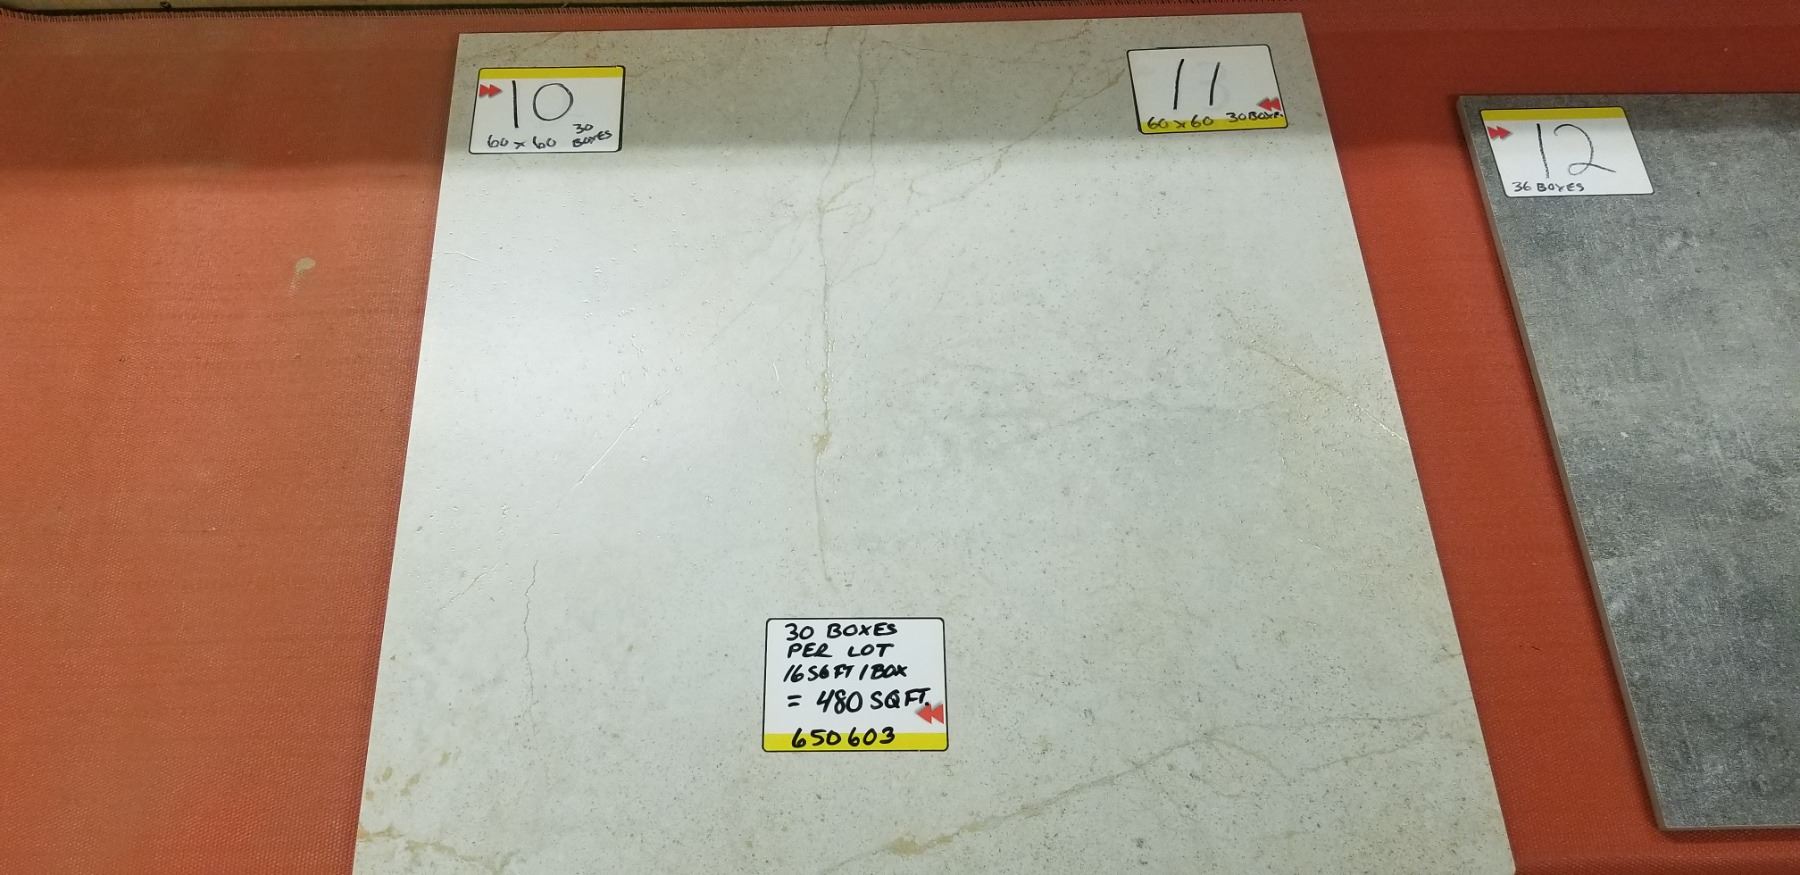 10
60 x 60 30 BOXES
11
60 x 60 30 BOXES
12
36 BOXES
30 BOXES
PER LOT
16 SQ FT / BOX
= 480 SQ FT.
650603